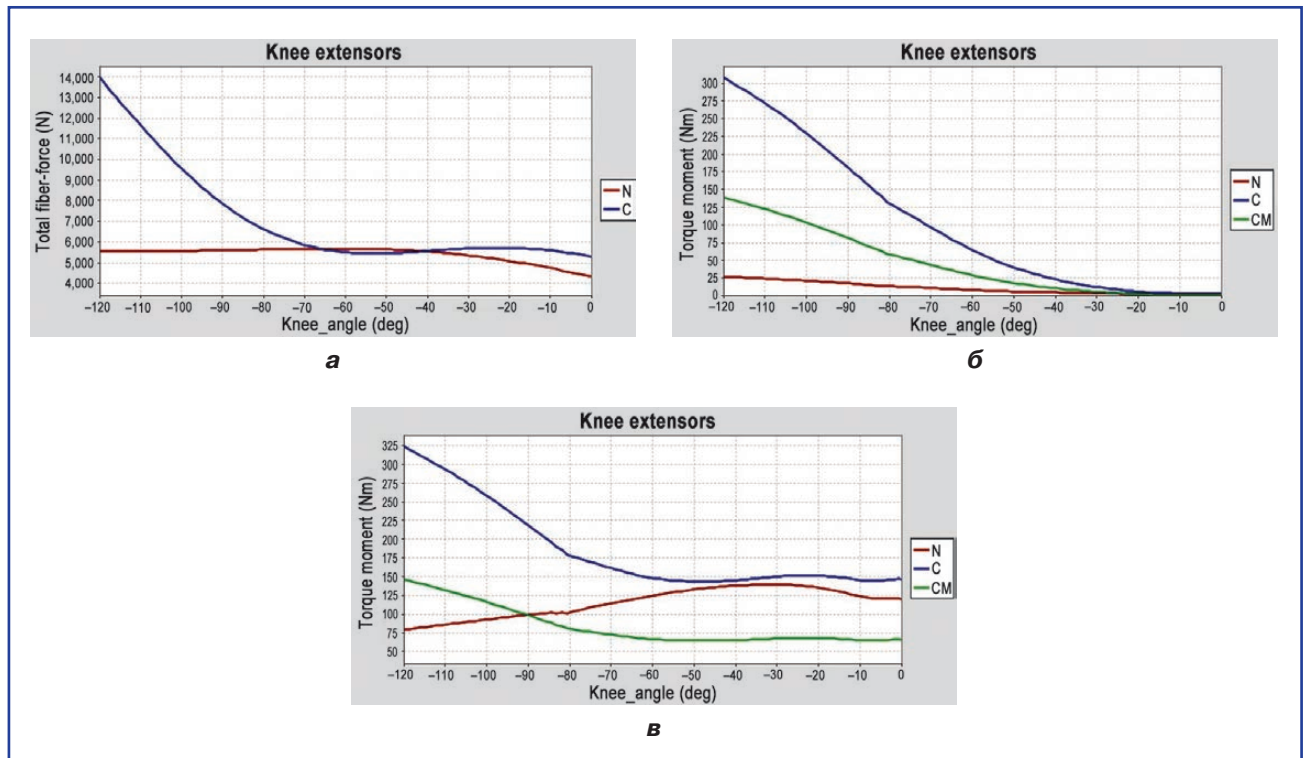 Knee extensors
Total fiber-force (N)
14,000
13,000
12,000
11,000
10,000
9,000
8,000
7,000
6,000
5,000
4,000
–120 –110 –100 –90 –80 –70 –60 –50 –40 –30 –20 –10 0
Knee_angle (deg)
N
C
а
Knee extensors
Torque moment (Nm)
300
275
250
225
200
175
150
125
100
75
50
25
0
–120 –110 –100 –90 –80 –70 –60 –50 –40 –30 –20 –10 0
Knee_angle (deg)
N
C
CM
б
Knee extensors
Torque moment (Nm)
325
300
275
250
225
200
175
150
125
100
75
50
–120 –110 –100 –90 –80 –70 –60 –50 –40 –30 –20 –10 0
Knee_angle (deg)
N
C
CM
в